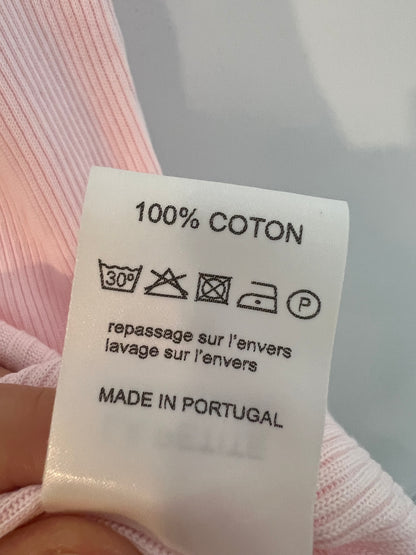 100% COTON
30°
P
repassage sur l'envers
lavage sur l'envers
MADE IN PORTUGAL